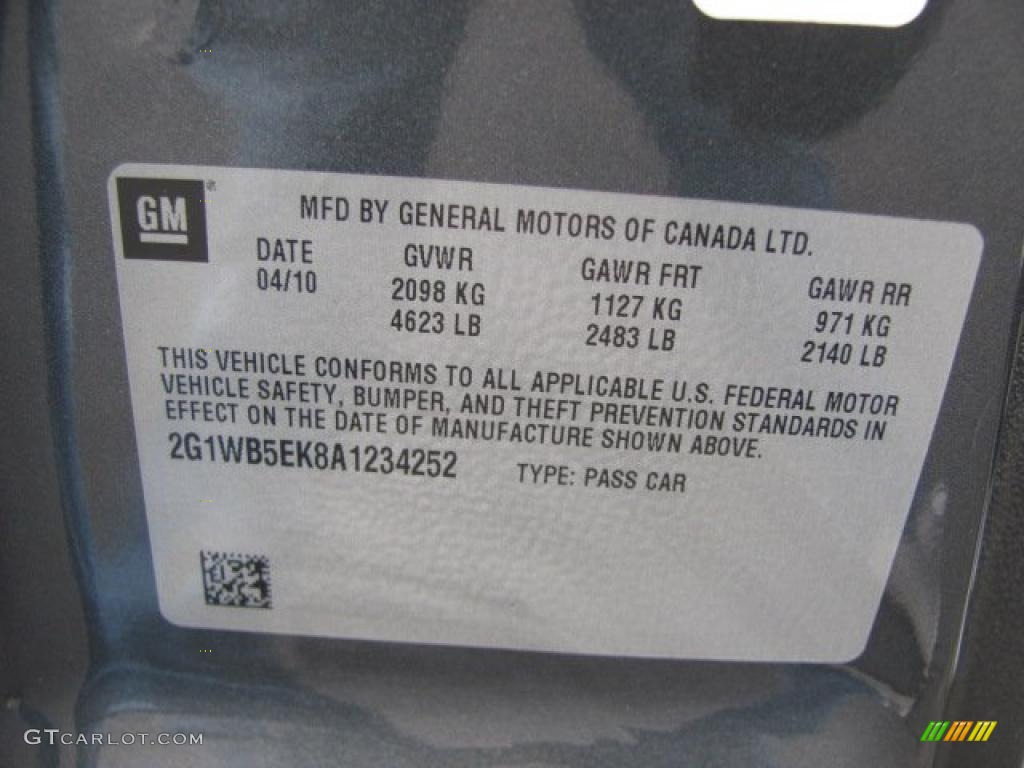 GM®
MFD BY GENERAL MOTORS OF CANADA LTD.
DATE GVWR GAWR FRT GAWR RR
04/10 2098 KG 1127 KG 971 KG
4623 LB 2483 LB 2140 LB
THIS VEHICLE CONFORMS TO ALL APPLICABLE U.S. FEDERAL MOTOR
VEHICLE SAFETY, BUMPER, AND THEFT PREVENTION STANDARDS IN
EFFECT ON THE DATE OF MANUFACTURE SHOWN ABOVE.
2G1WB5EK8A1234252 TYPE: PASS CAR
GTCARLOT.COM